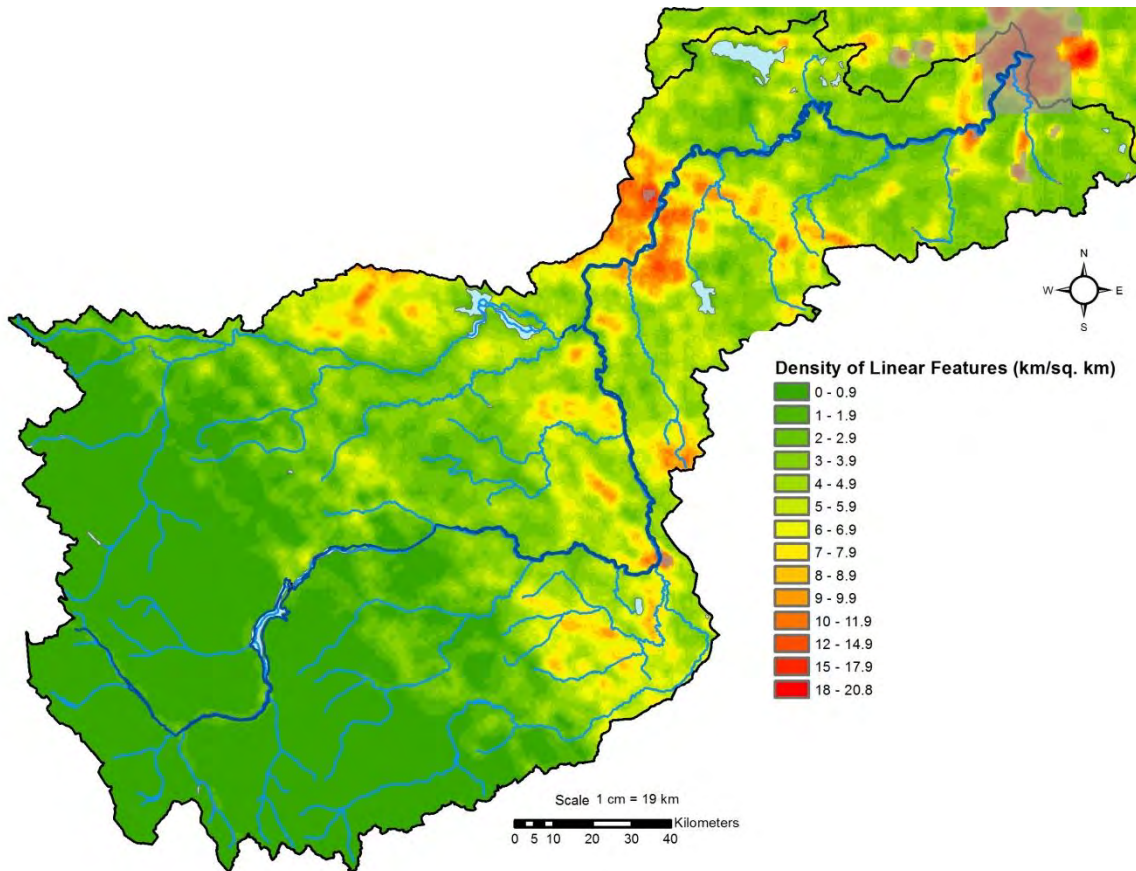 N
W E
S
Density of Linear Features (km/sq. km)
0 - 0.9
1 - 1.9
2 - 2.9
3 - 3.9
4 - 4.9
5 - 5.9
6 - 6.9
7 - 7.9
8 - 8.9
9 - 9.9
10 - 11.9
12 - 14.9
15 - 17.9
18 - 20.8
Scale 1 cm = 19 km
Kilometers
0 5 10 20 30 40